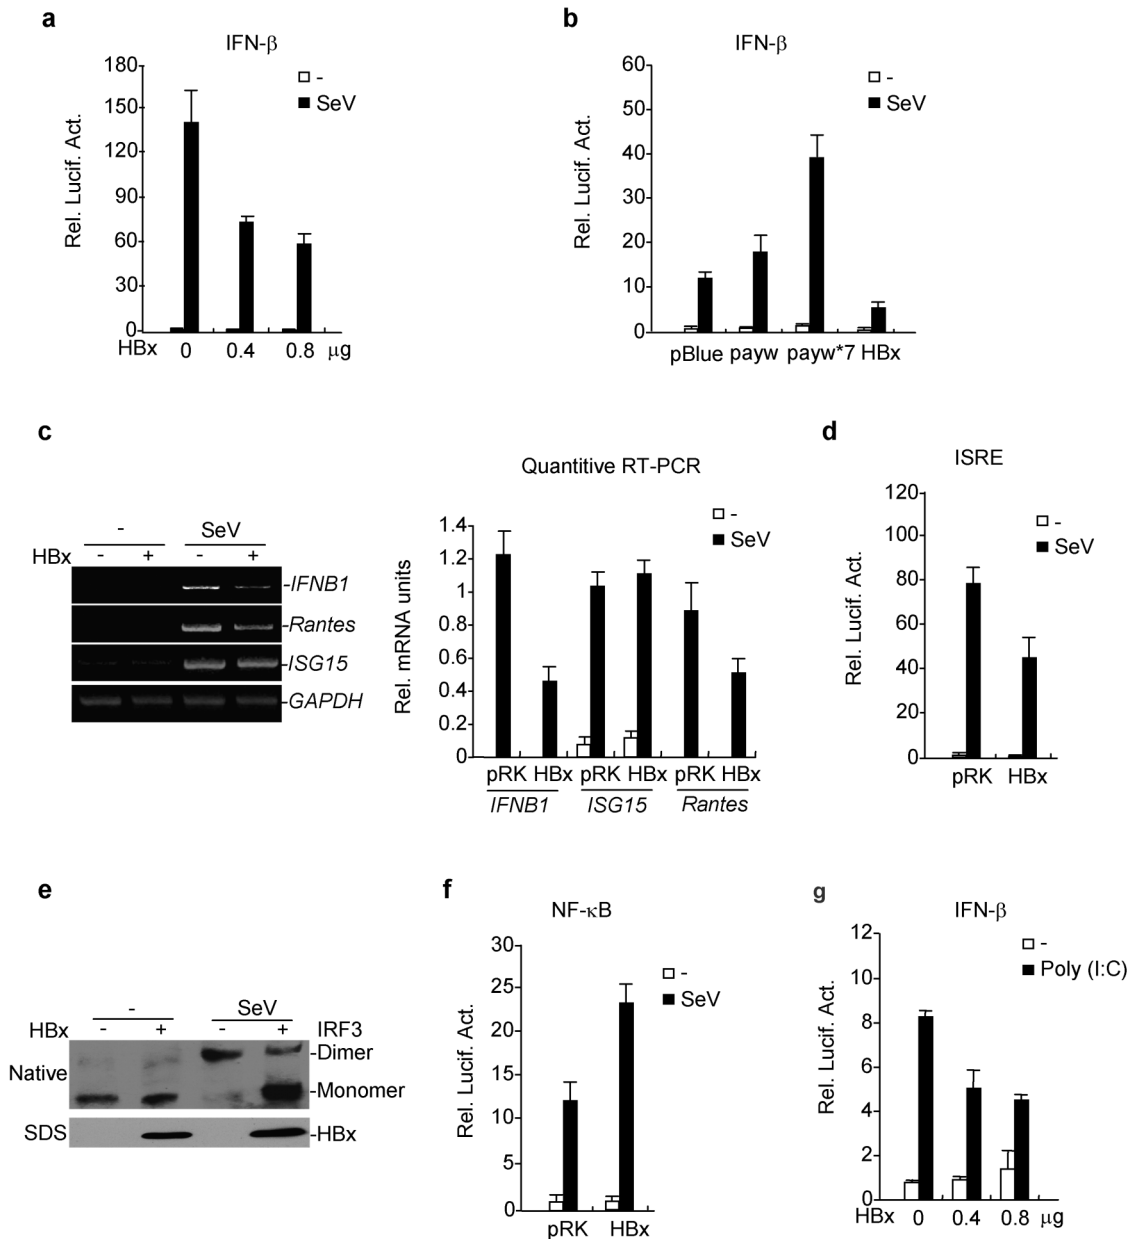 a
IFN-β
Rel. Lucif. Act.
180
150
120
90
60
30
0
-
SeV
HBx 0 0.4 0.8 μg
b
IFN-β
Rel. Lucif. Act.
60
50
40
30
20
10
0
-
SeV
pBlue payw payw*7 HBx
c
- SeV
HBx - + - +
-IFNB1
-Rantes
-ISG15
-GAPDH
Quantitive RT-PCR
Rel. mRNA units
1.4
1.2
1
0.8
0.6
0.4
0.2
0
-
SeV
pRK HBx pRK HBx pRK HBx
IFNB1 ISG15 Rantes
d
ISRE
Rel. Lucif. Act.
120
100
80
60
40
20
0
-
SeV
pRK HBx
e
- SeV
HBx - + - + IRF3
Native
-Dimer
-Monomer
SDS -HBx
f
NF-κB
Rel. Lucif. Act.
30
25
20
15
10
5
0
-
SeV
pRK HBx
g
IFN-β
Rel. Lucif. Act.
12
10
8
6
4
2
0
-
Poly (I:C)
HBx 0 0.4 0.8 μg